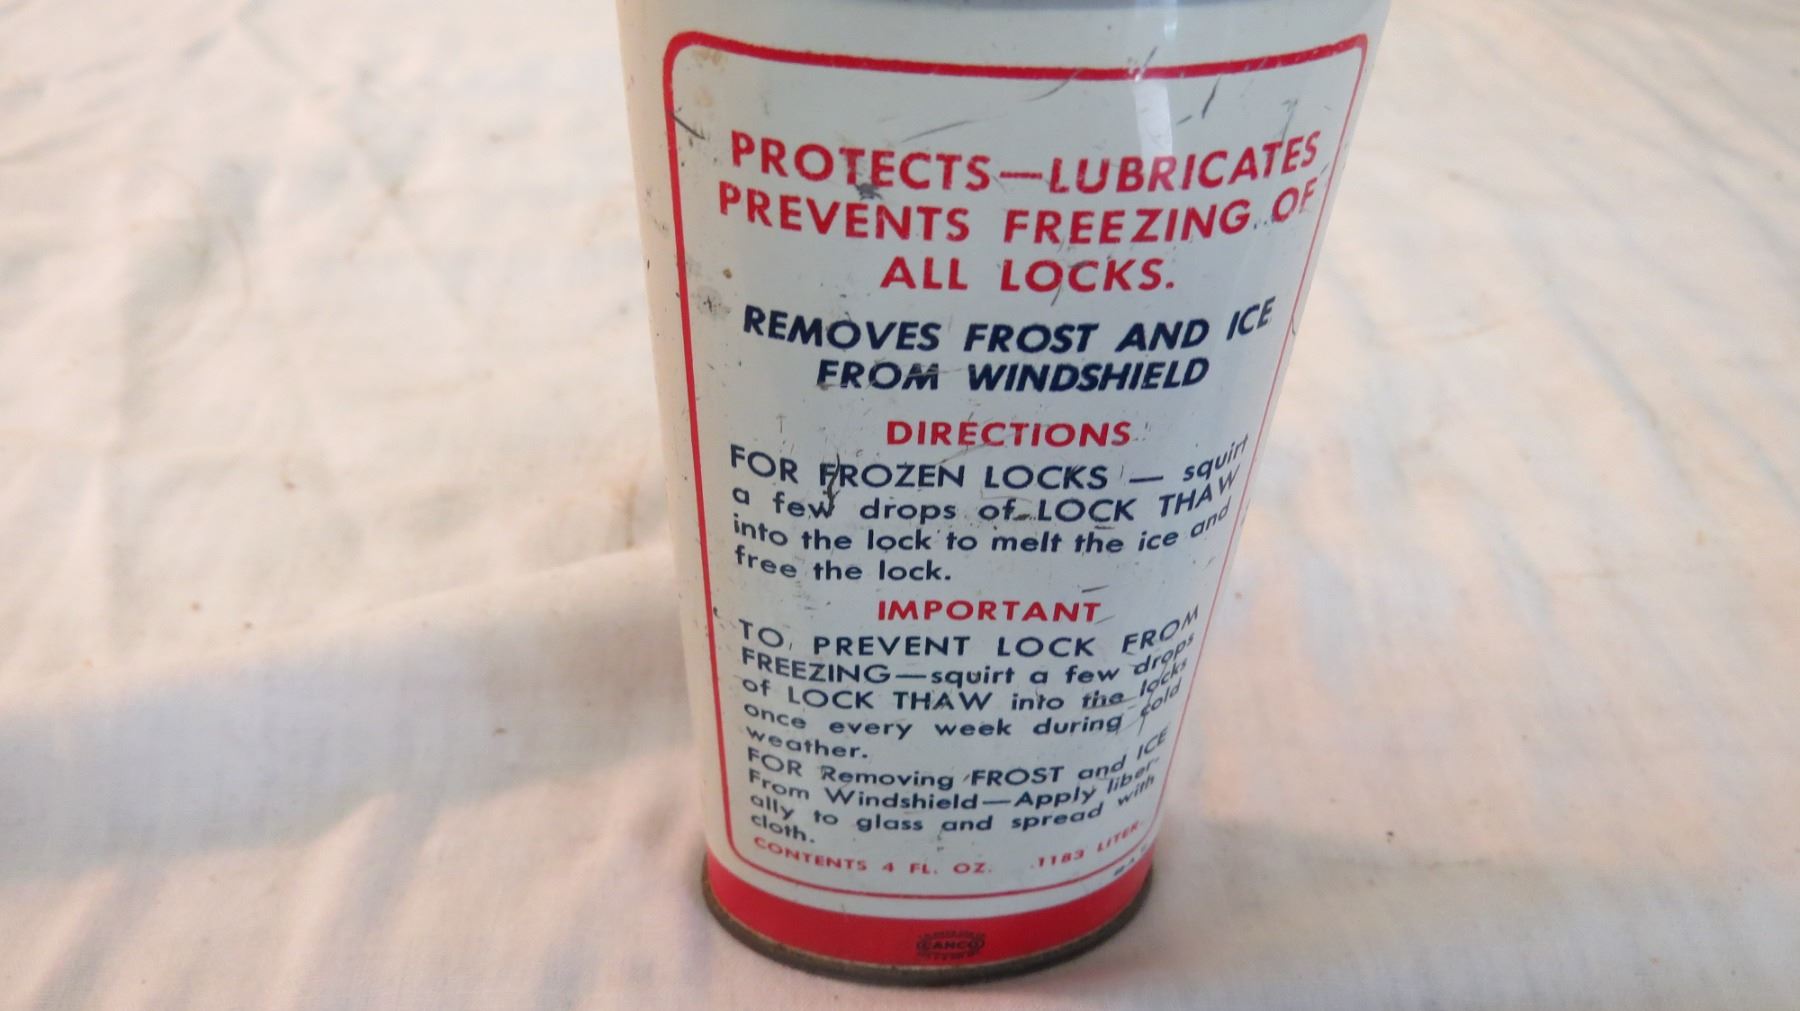 PROTECTS—LUBRICATES
PREVENTS FREEZING OF
ALL LOCKS.
REMOVES FROST AND ICE
FROM WINDSHIELD
DIRECTIONS
FOR FROZEN LOCKS — squirt
a few drops of LOCK THAW
into the lock to melt the ice and
free the lock.
IMPORTANT
TO PREVENT LOCK FROM
FREEZING—squirt a few drops
of LOCK THAW into the locks
once every week during cold
weather.
FOR Removing FROST and ICE
From Windshield—Apply liber-
ally to glass and spread with
cloth.
CONTENTS 4 FL. OZ. .1183 LITER
CANCO